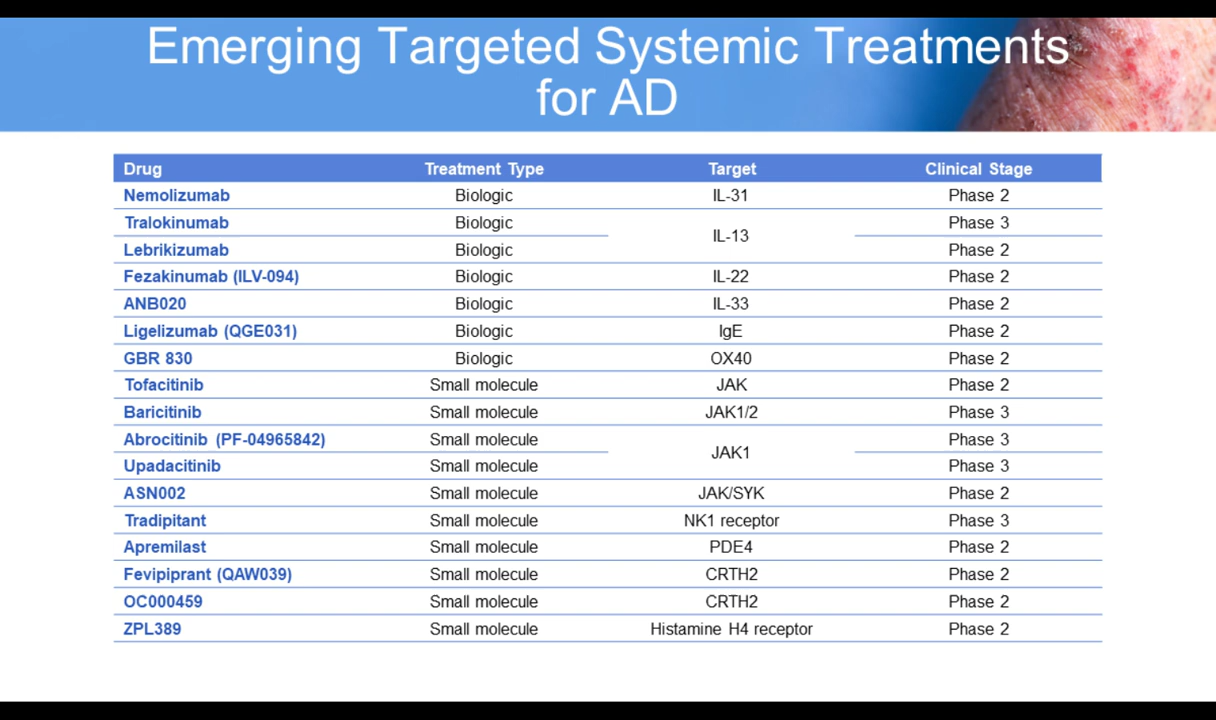 Emerging Targeted Systemic Treatments
for AD
Drug Treatment Type Target Clinical Stage
Nemolizumab Biologic IL-31 Phase 2
Tralokinumab Biologic IL-13 Phase 3
Lebrikizumab Biologic Phase 2
Fezakinumab (ILV-094) Biologic IL-22 Phase 2
ANB020 Biologic IL-33 Phase 2
Ligelizumab (QGE031) Biologic IgE Phase 2
GBR 830 Biologic OX40 Phase 2
Tofacitinib Small molecule JAK Phase 2
Baricitinib Small molecule JAK1/2 Phase 3
Abrocitinib (PF-04965842) Small molecule JAK1 Phase 3
Upadacitinib Small molecule Phase 3
ASN002 Small molecule JAK/SYK Phase 2
Tradipitant Small molecule NK1 receptor Phase 3
Apremilast Small molecule PDE4 Phase 2
Fevipiprant (QAW039) Small molecule CRTH2 Phase 2
OC000459 Small molecule CRTH2 Phase 2
ZPL389 Small molecule Histamine H4 receptor Phase 2